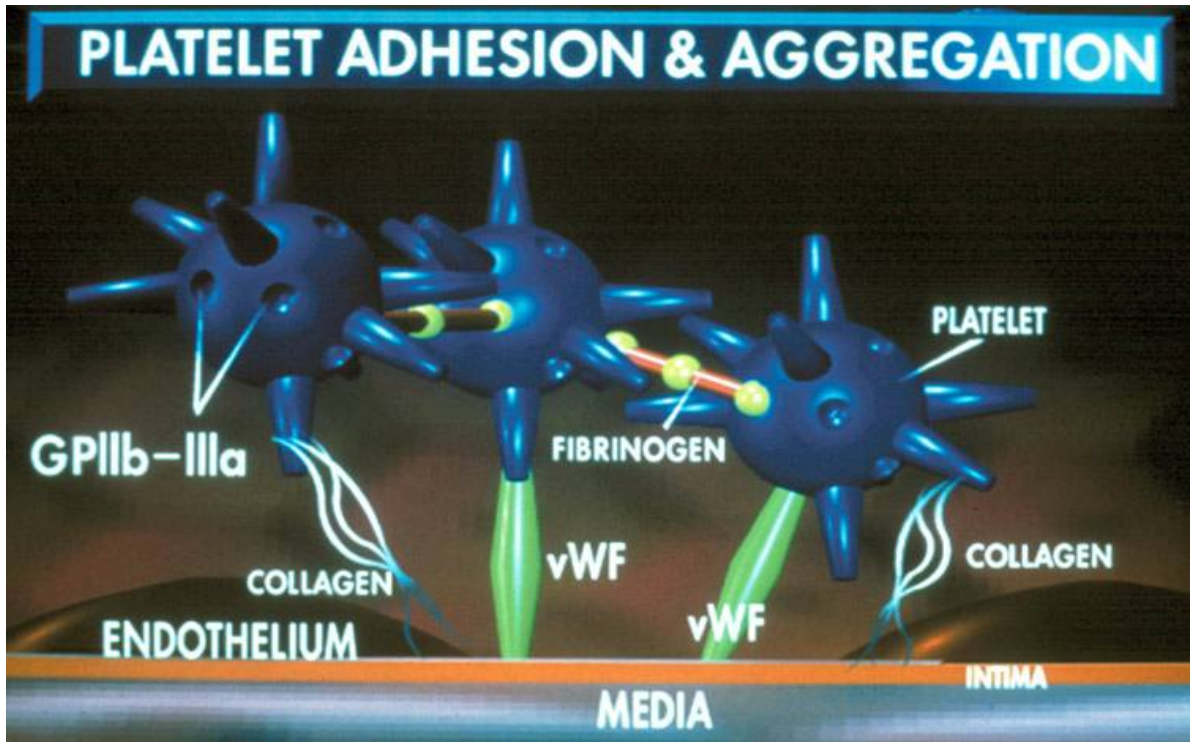 PLATELET ADHESION & AGGREGATION
PLATELET
GPIIb-IIIa
FIBRINOGEN
COLLAGEN
vWF
COLLAGEN
ENDOTHELIUM
vWF
INTIMA
MEDIA